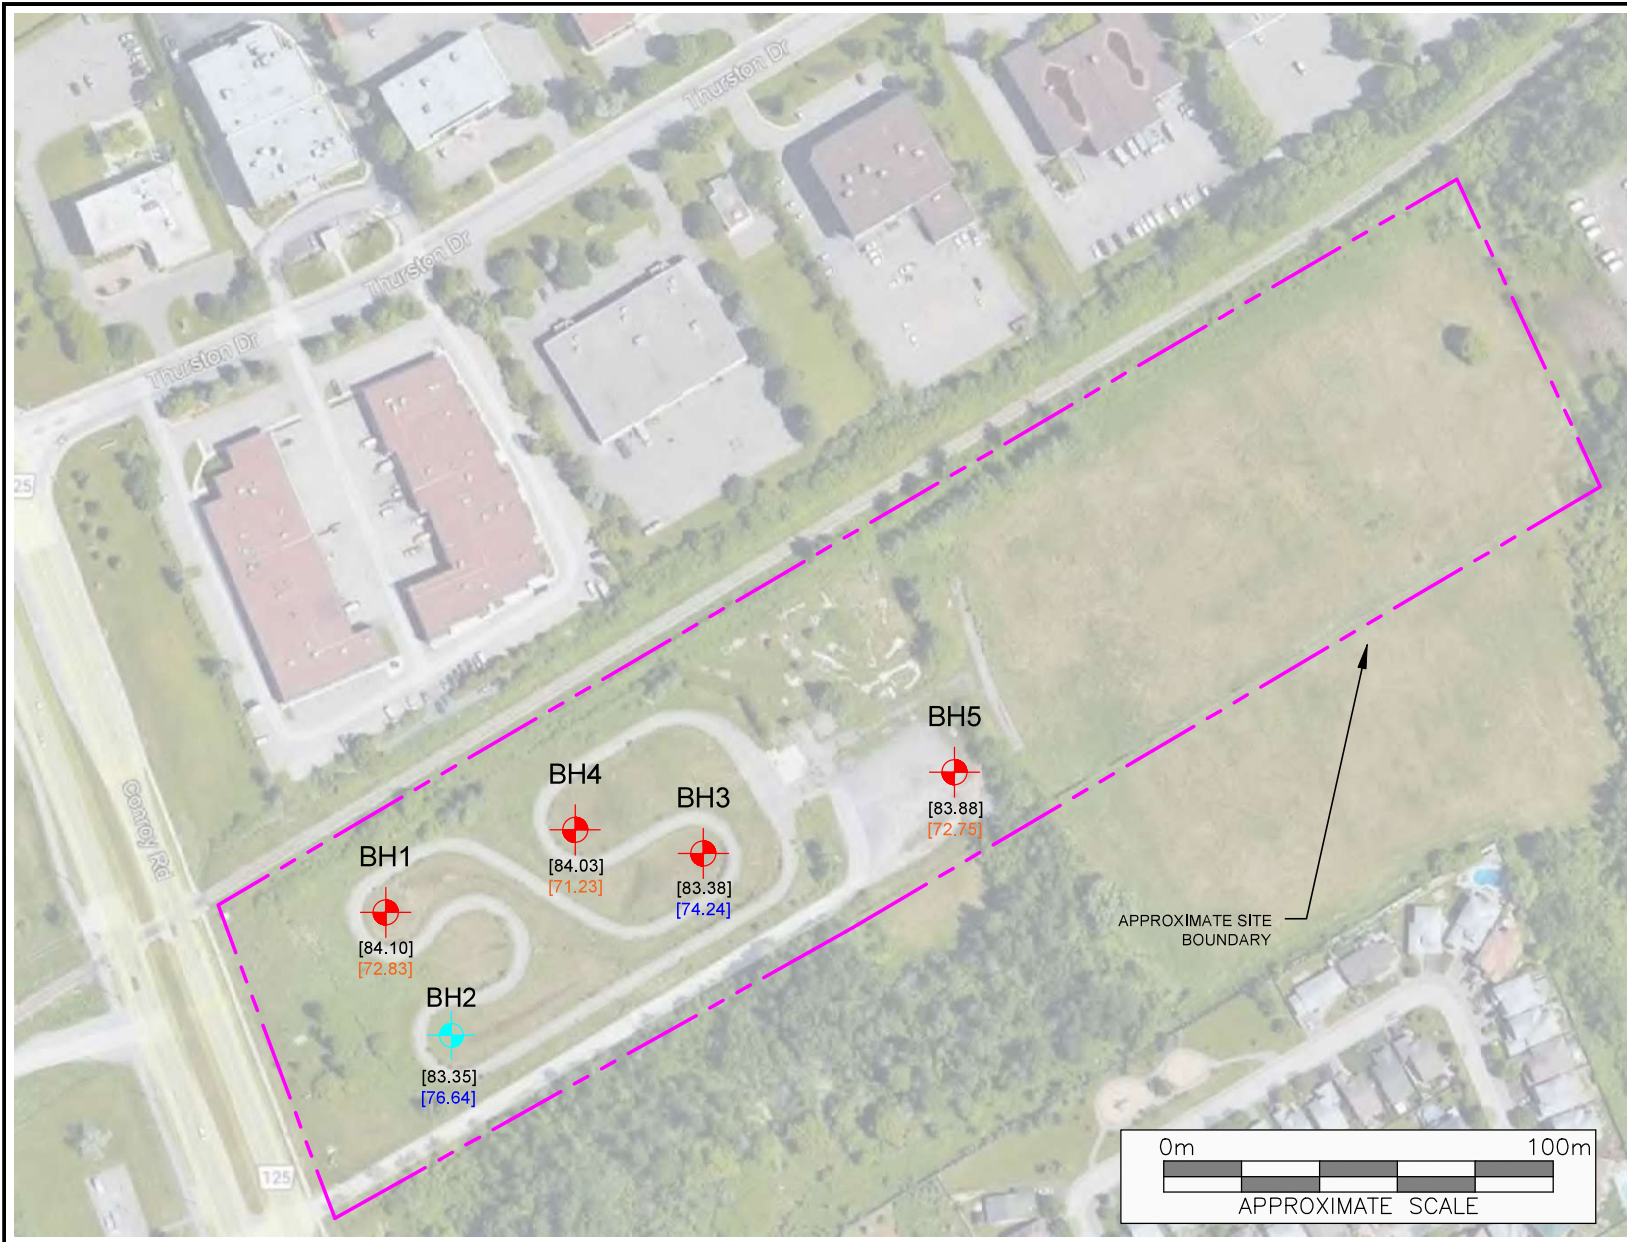 Thurston Dr
Thurston Dr
Thurston Dr
25
Conroy Rd
125
BH5
[83.88]
[72.75]
BH4
[84.03]
[71.23]
BH3
[83.38]
[74.24]
BH1
[84.10]
[72.83]
BH2
[83.35]
[76.64]
APPROXIMATE SITE
BOUNDARY
0m 100m
APPROXIMATE SCALE